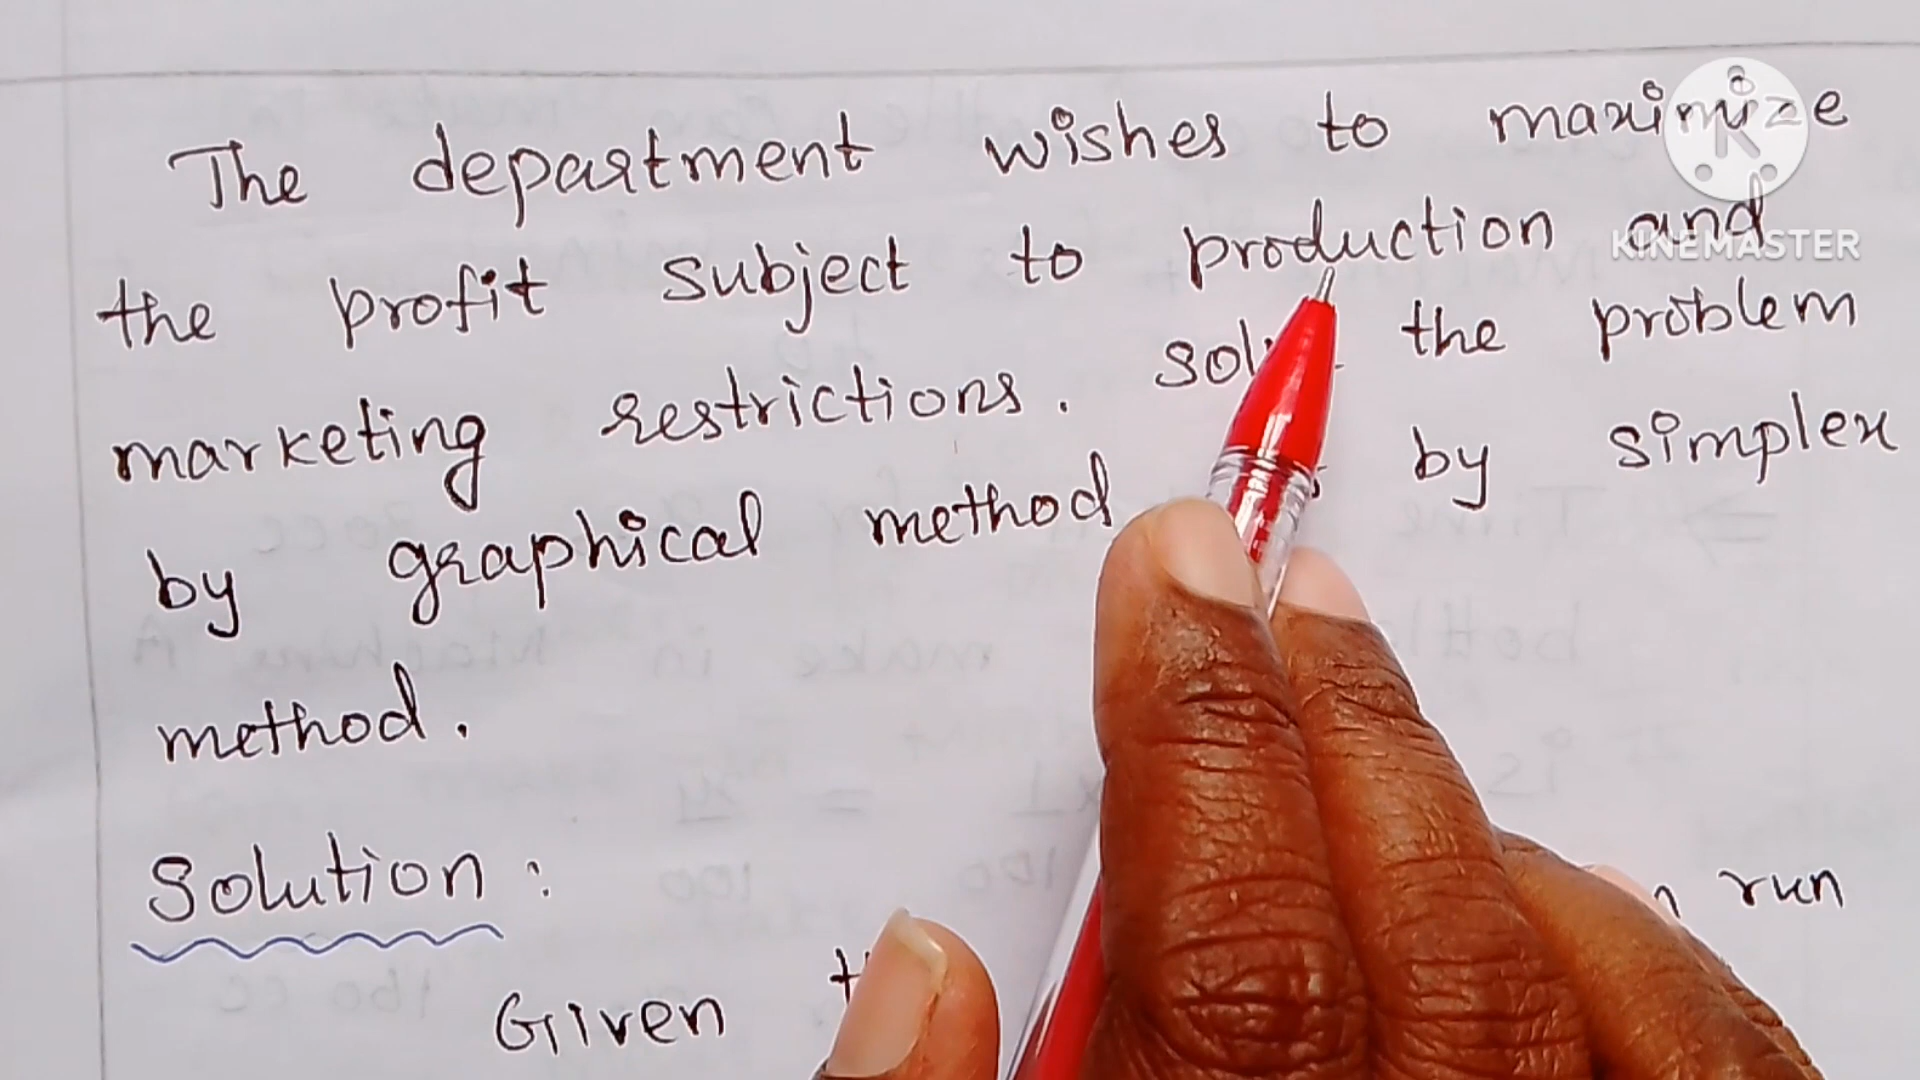 The department wishes to maximize
the profit subject to production and
marketing restrictions. the problem
by graphical method by simplex
method.
Solution :
run
Given
KINEMASTER